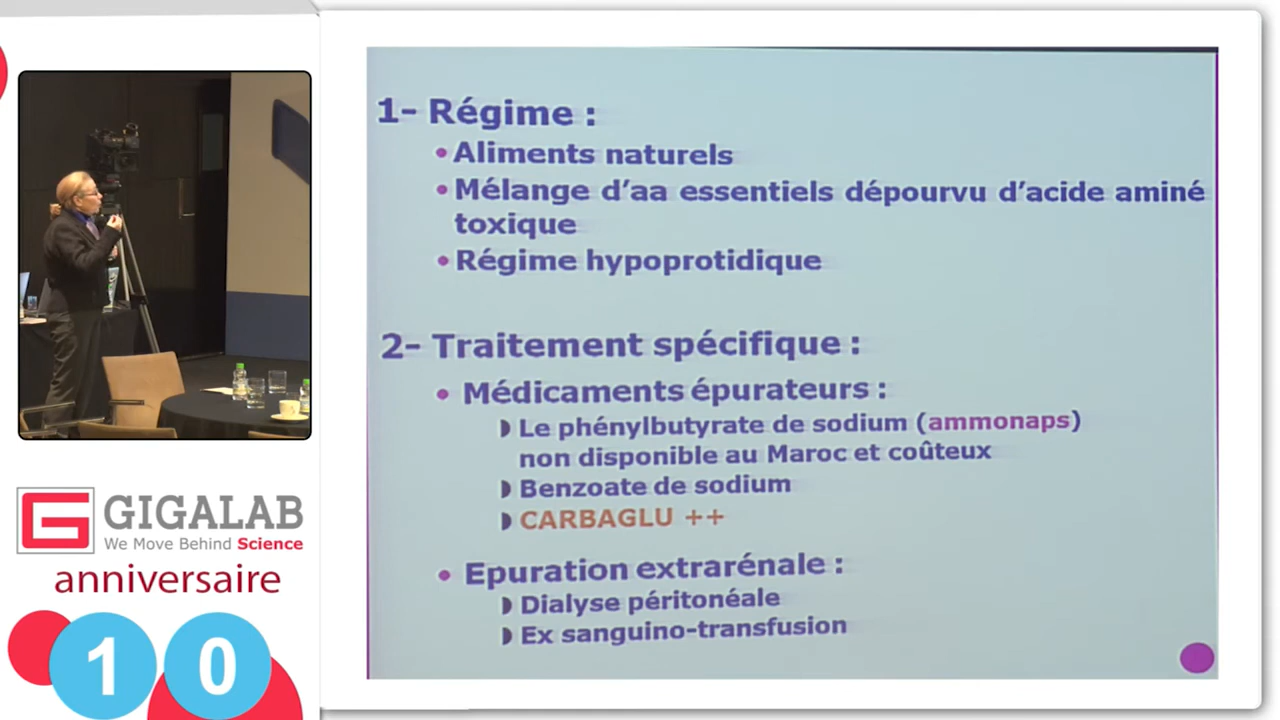 1- Régime :
•Aliments naturels
•Mélange d'aa essentiels dépourvu d'acide aminé
toxique
•Régime hypoprotidique
2- Traitement spécifique :
• Médicaments épurateurs :
Le phénylbutyrate de sodium (ammonaps)
non disponible au Maroc et coûteux
Benzoate de sodium
CARBAGLU ++
• Epuration extrarénale :
Dialyse péritonéale
Ex sanguino-transfusion
GIGALAB
We Move Behind Science
anniversaire
10